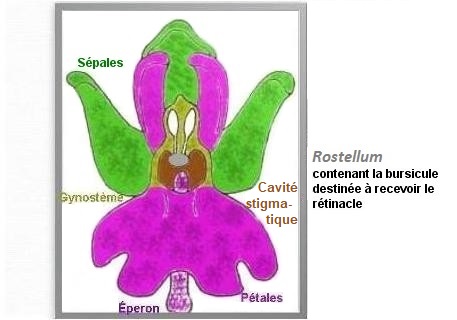 Sépales
Rostellum
contenant la bursicule
destinée à recevoir le
rétinacle
Gynostème
Cavité
stigma-
tique
Pétales
Éperon